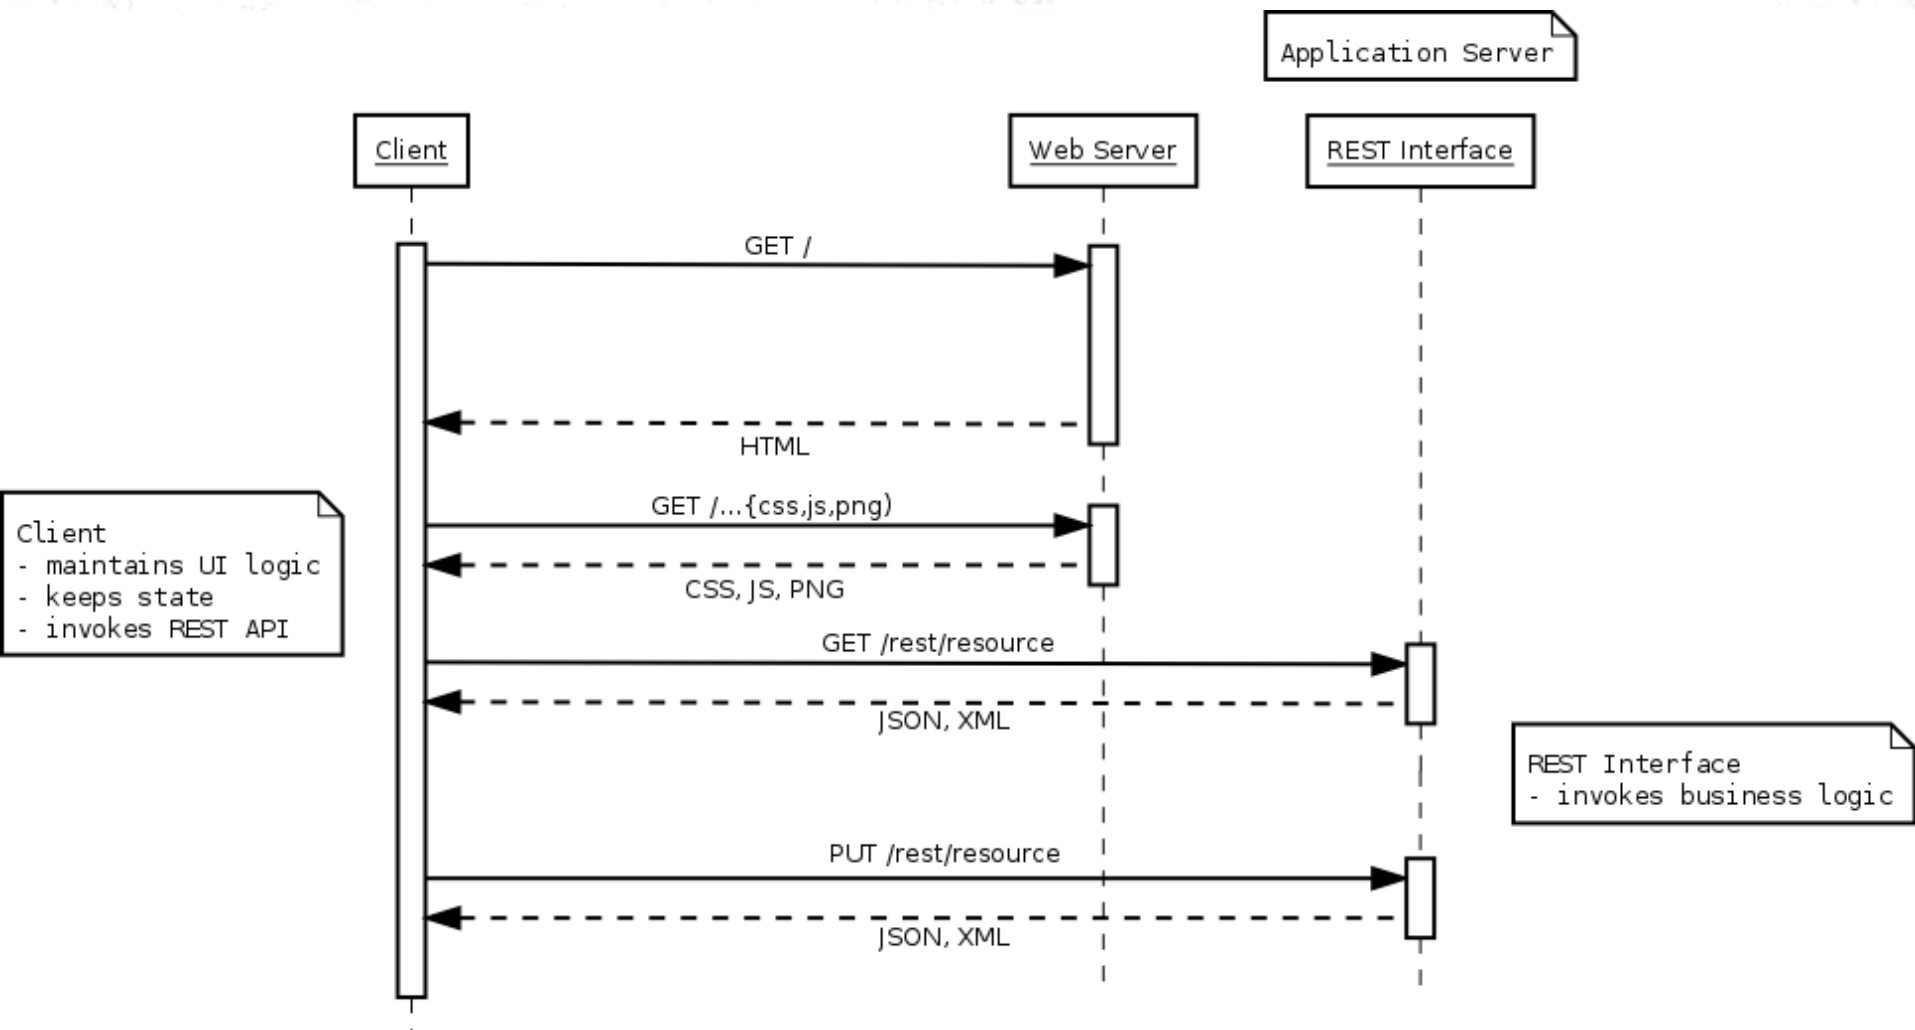 Application Server
Client
Web Server
REST Interface
GET /
HTML
GET /...{css,js,png)
CSS, JS, PNG
Client
- maintains UI logic
- keeps state
- invokes REST API
GET /rest/resource
JSON, XML
REST Interface
- invokes business logic
PUT /rest/resource
JSON, XML